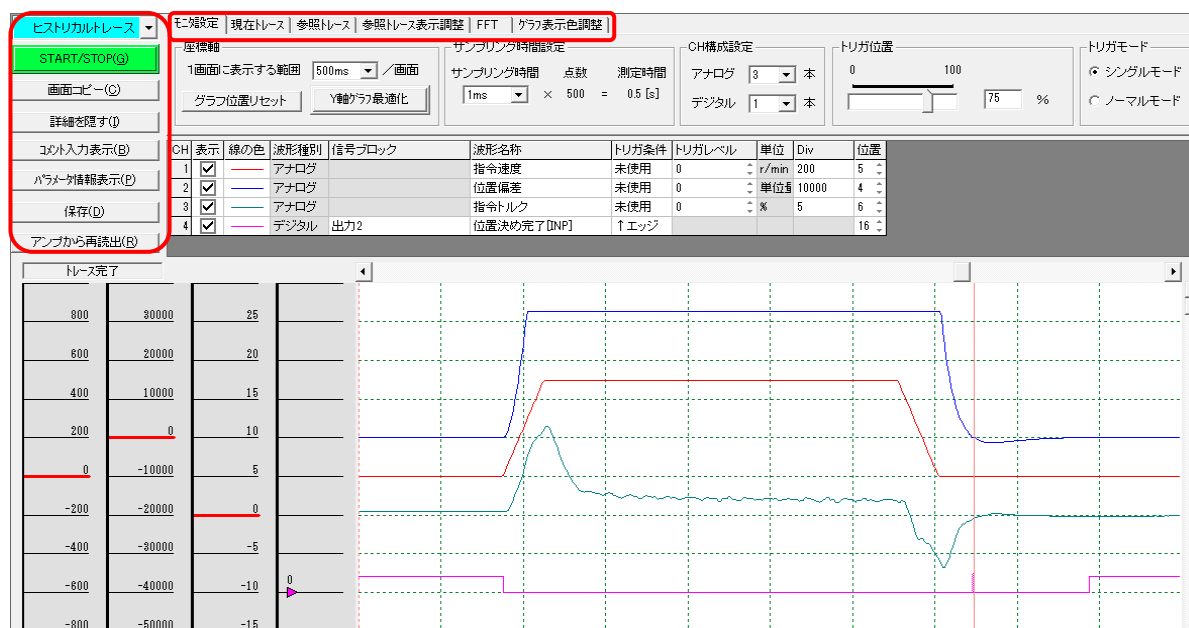 ヒストリカルトレース
START/STOP(G)
画面コピー(C)
詳細を隠す(I)
コメント入力表示(B)
パラメータ情報表示(P)
保存(D)
アンプから再読出(R)
モニタ設定 現在トレース 参照トレース 参照トレース表示調整 FFT グラフ表示色調整
座標軸
1画面に表示する範囲 500ms /画面
グラフ位置リセット Y軸グラフ最適化
サンプリング時間設定
サンプリング時間 点数 測定時間
1ms × 500 = 0.5 [s]
CH構成設定
アナログ 3 本
デジタル 1 本
トリガ位置
0 100
75 %
トリガモード
シングルモード
ノーマルモード
CH 表示 線の色 波形種別 信号ブロック 波形名称 トリガ条件 トリガレベル 単位 Div 位置
1 アナログ 指令速度 未使用 0 r/min 200 5
2 アナログ 位置偏差 未使用 0 単位量 10000 4
3 アナログ 指令トルク 未使用 0 % 5 6
4 デジタル 出力2 位置決め完了[INP] ↑エッジ 16
トレース完了
800 30000 25
600 20000 20
400 10000 15
200 0 10
0 -10000 5
-200 -20000 0
-400 -30000 -5
-600 -40000 -10 0
-800 -50000 -15